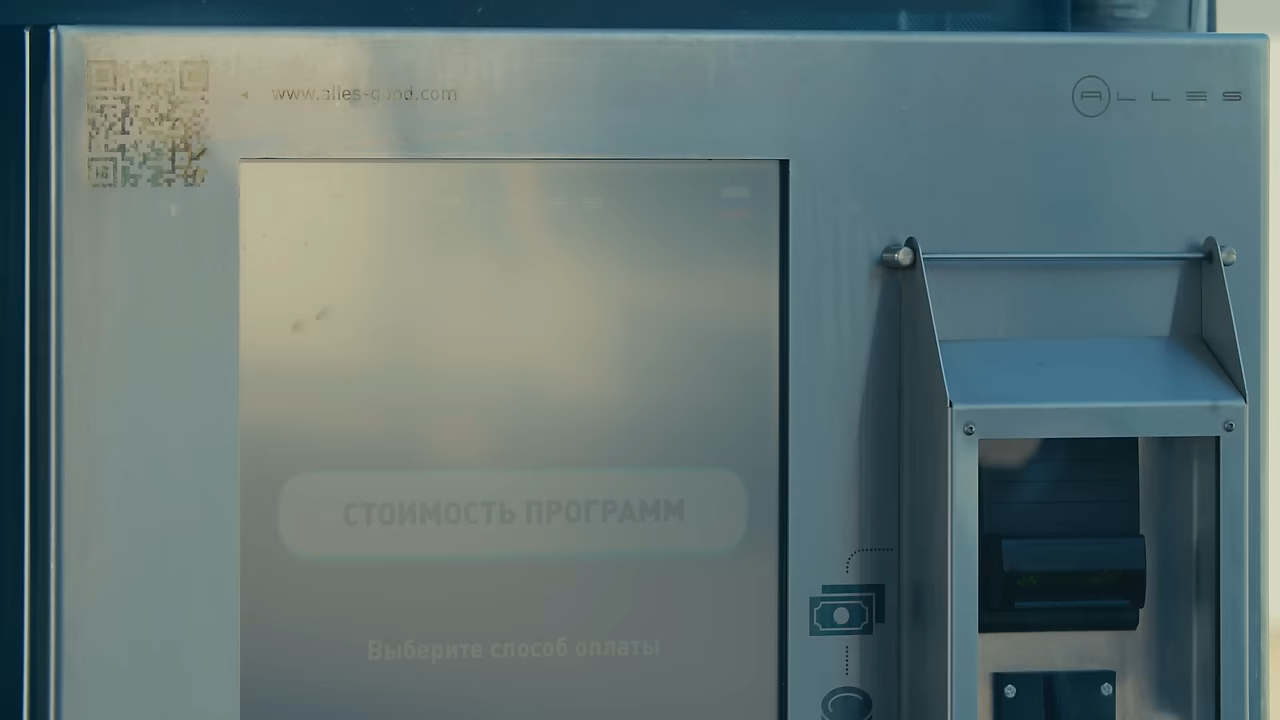 www.alles-good.com
ALLES
СТОИМОСТЬ ПРОГРАММ
Выберите способ оплаты